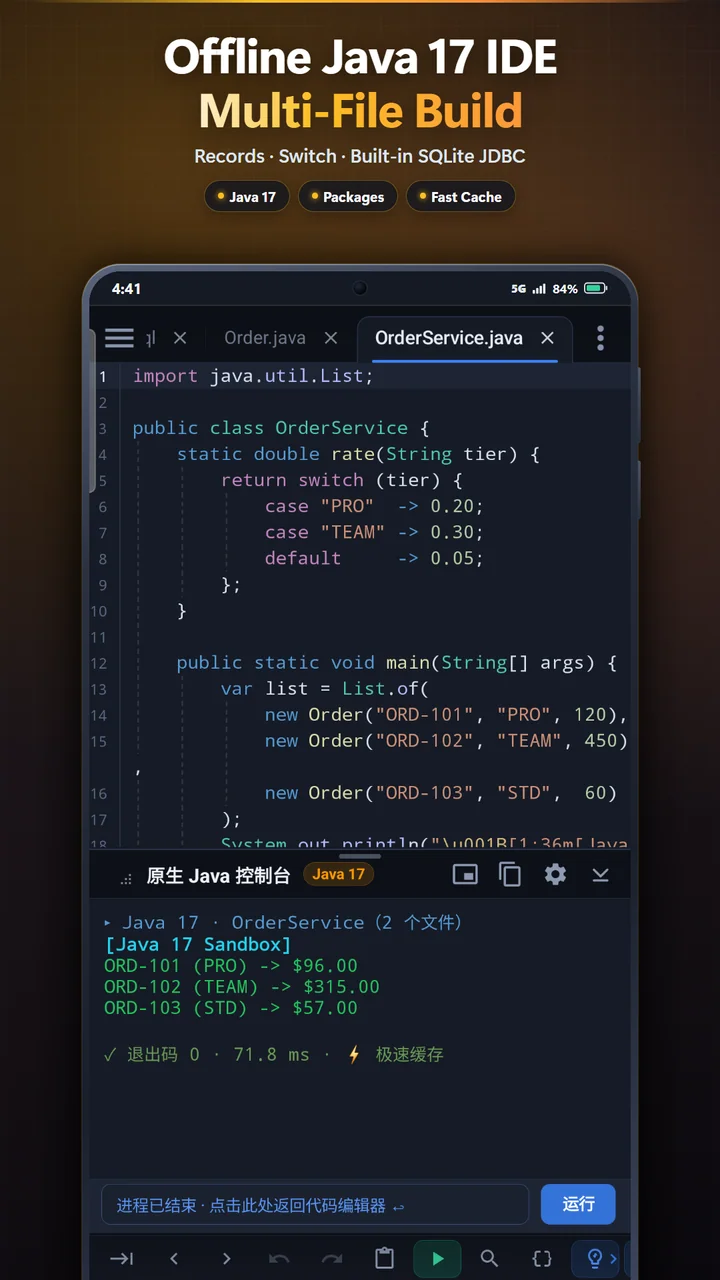 Offline Java 17 IDE
Multi-File Build
Records · Switch · Built-in SQLite JDBC
Java 17
Packages
Fast Cache
4:41
5G
84%
Order.java
OrderService.java
1 import java.util.List;
2
3 public class OrderService {
4 static double rate(String tier) {
5 return switch (tier) {
6 case "PRO" -> 0.20;
7 case "TEAM" -> 0.30;
8 default -> 0.05;
9 };
10 }
11
12 public static void main(String[] args) {
13 var list = List.of(
14 new Order("ORD-101", "PRO", 120),
15 new Order("ORD-102", "TEAM", 450)
,
16 new Order("ORD-103", "STD", 60)
17 );
18 System.out.println("\u001B[1;36m[Java
原生 Java 控制台
Java 17
▸ Java 17 · OrderService（2 个文件）
[Java 17 Sandbox]
ORD-101 (PRO) -> $96.00
ORD-102 (TEAM) -> $315.00
ORD-103 (STD) -> $57.00
✓ 退出码 0 · 71.8 ms · ⚡ 极速缓存
进程已结束 · 点击此处返回代码编辑器 ↩
运行